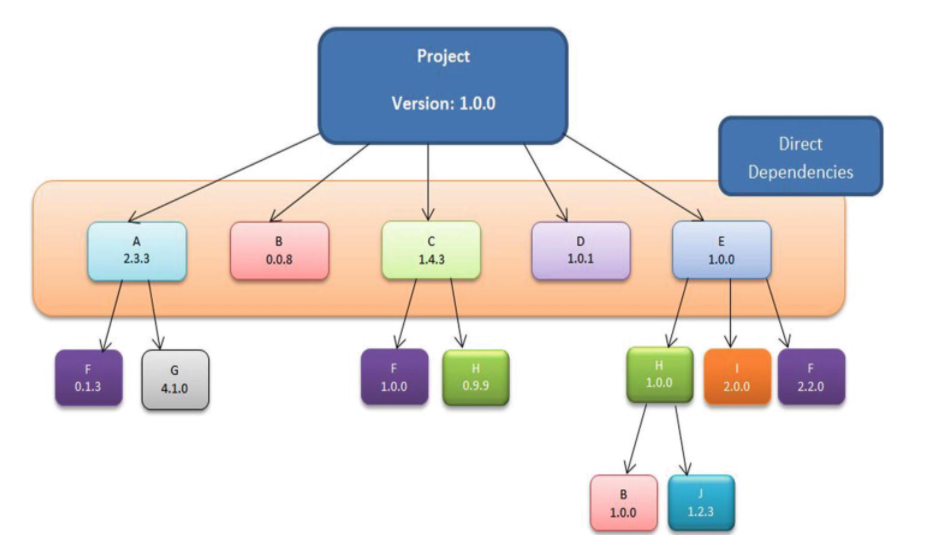 Project
Version: 1.0.0
Direct
Dependencies
A
2.3.3
B
0.0.8
C
1.4.3
D
1.0.1
E
1.0.0
F
0.1.3
G
4.1.0
F
1.0.0
H
0.9.9
H
1.0.0
I
2.0.0
F
2.2.0
B
1.0.0
J
1.2.3